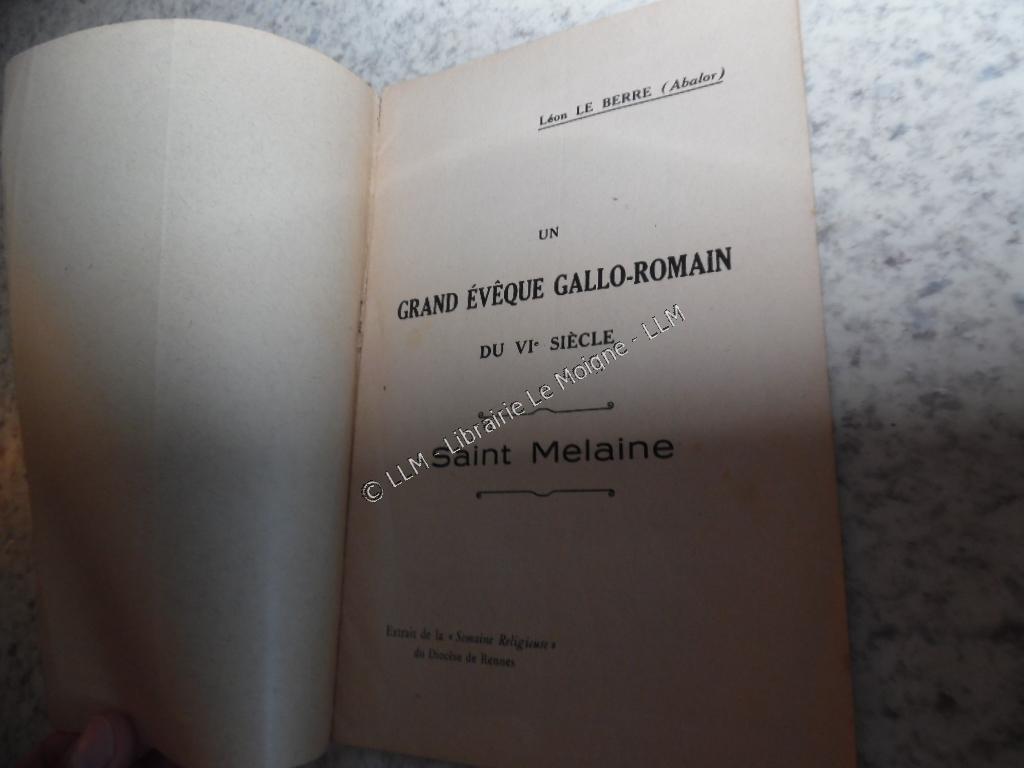 Léon LE BERRE (Abalor)
UN
GRAND ÉVÊQUE GALLO-ROMAIN
DU VIe SIÈCLE
Saint Melaine
Extrait de la « Semaine Religieuse »
du Diocèse de Rennes
© LLM - Librairie Le Moigne - LLM